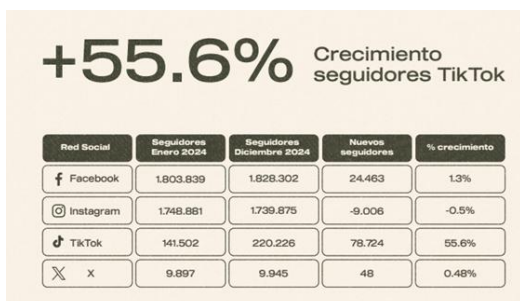 +55.6%
Crecimiento
seguidores TikTok
Red Social
Seguidores
Enero 2024
Seguidores
Diciembre 2024
Nuevos
seguidores
% crecimiento
Facebook 1.803.839 1.828.302 24.463 1.3%
Instagram 1.748.881 1.739.875 -9.006 -0.5%
TikTok 141.502 220.226 78.724 55.6%
X 9.897 9.945 48 0.48%